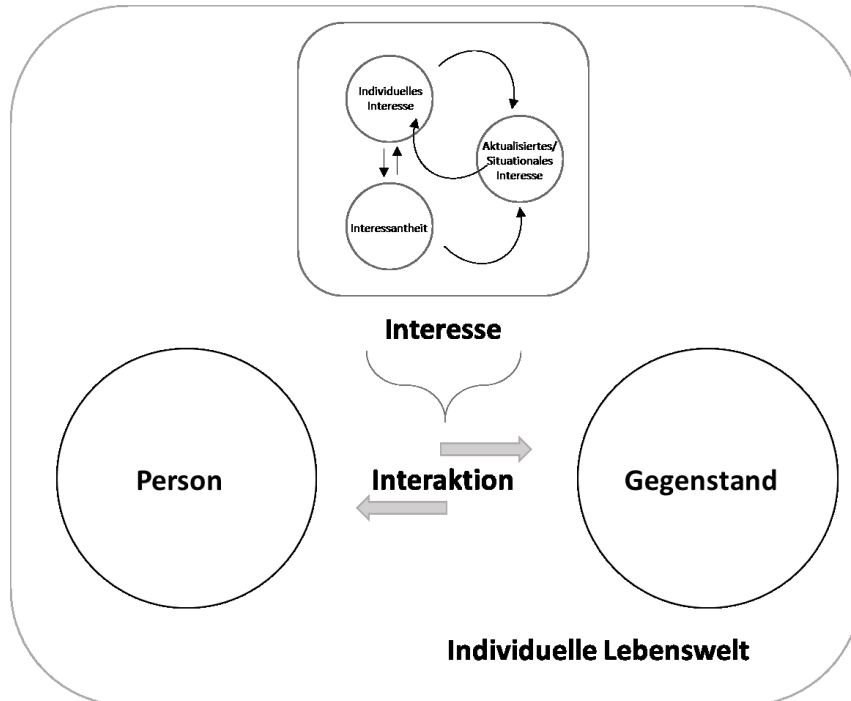 Individuelles
Interesse
Aktualisiertes/
Situationales
Interesse
Interessantheit
Interesse
Person
Interaktion
Gegenstand
Individuelle Lebenswelt